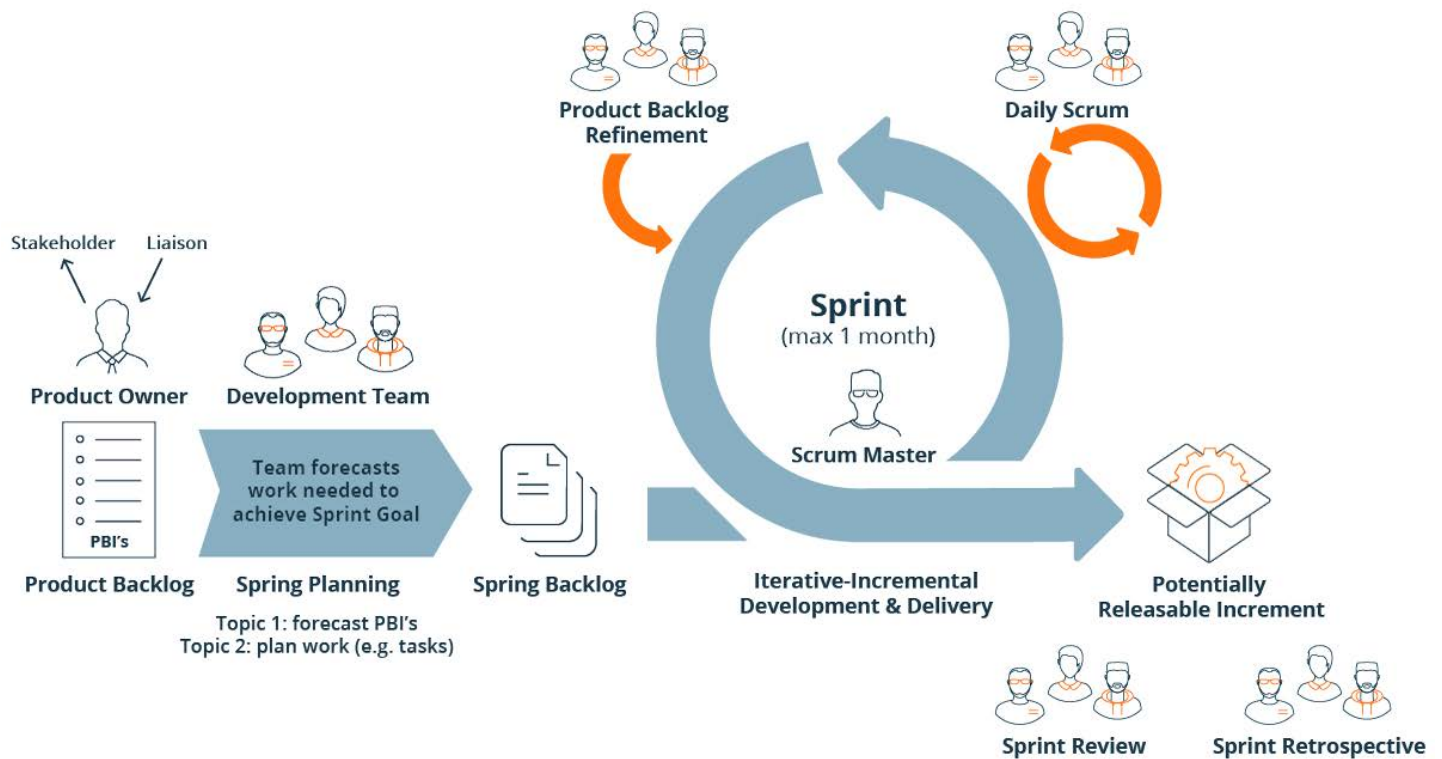 Product Backlog
Refinement
Daily Scrum
Stakeholder
Liaison
Sprint
(max 1 month)
Product Owner
Development Team
Scrum Master
Team forecasts
work needed to
achieve Sprint Goal
PBI's
Product Backlog
Spring Planning
Spring Backlog
Iterative-Incremental
Development & Delivery
Potentially
Releasable Increment
Topic 1: forecast PBI's
Topic 2: plan work (e.g. tasks)
Sprint Review
Sprint Retrospective